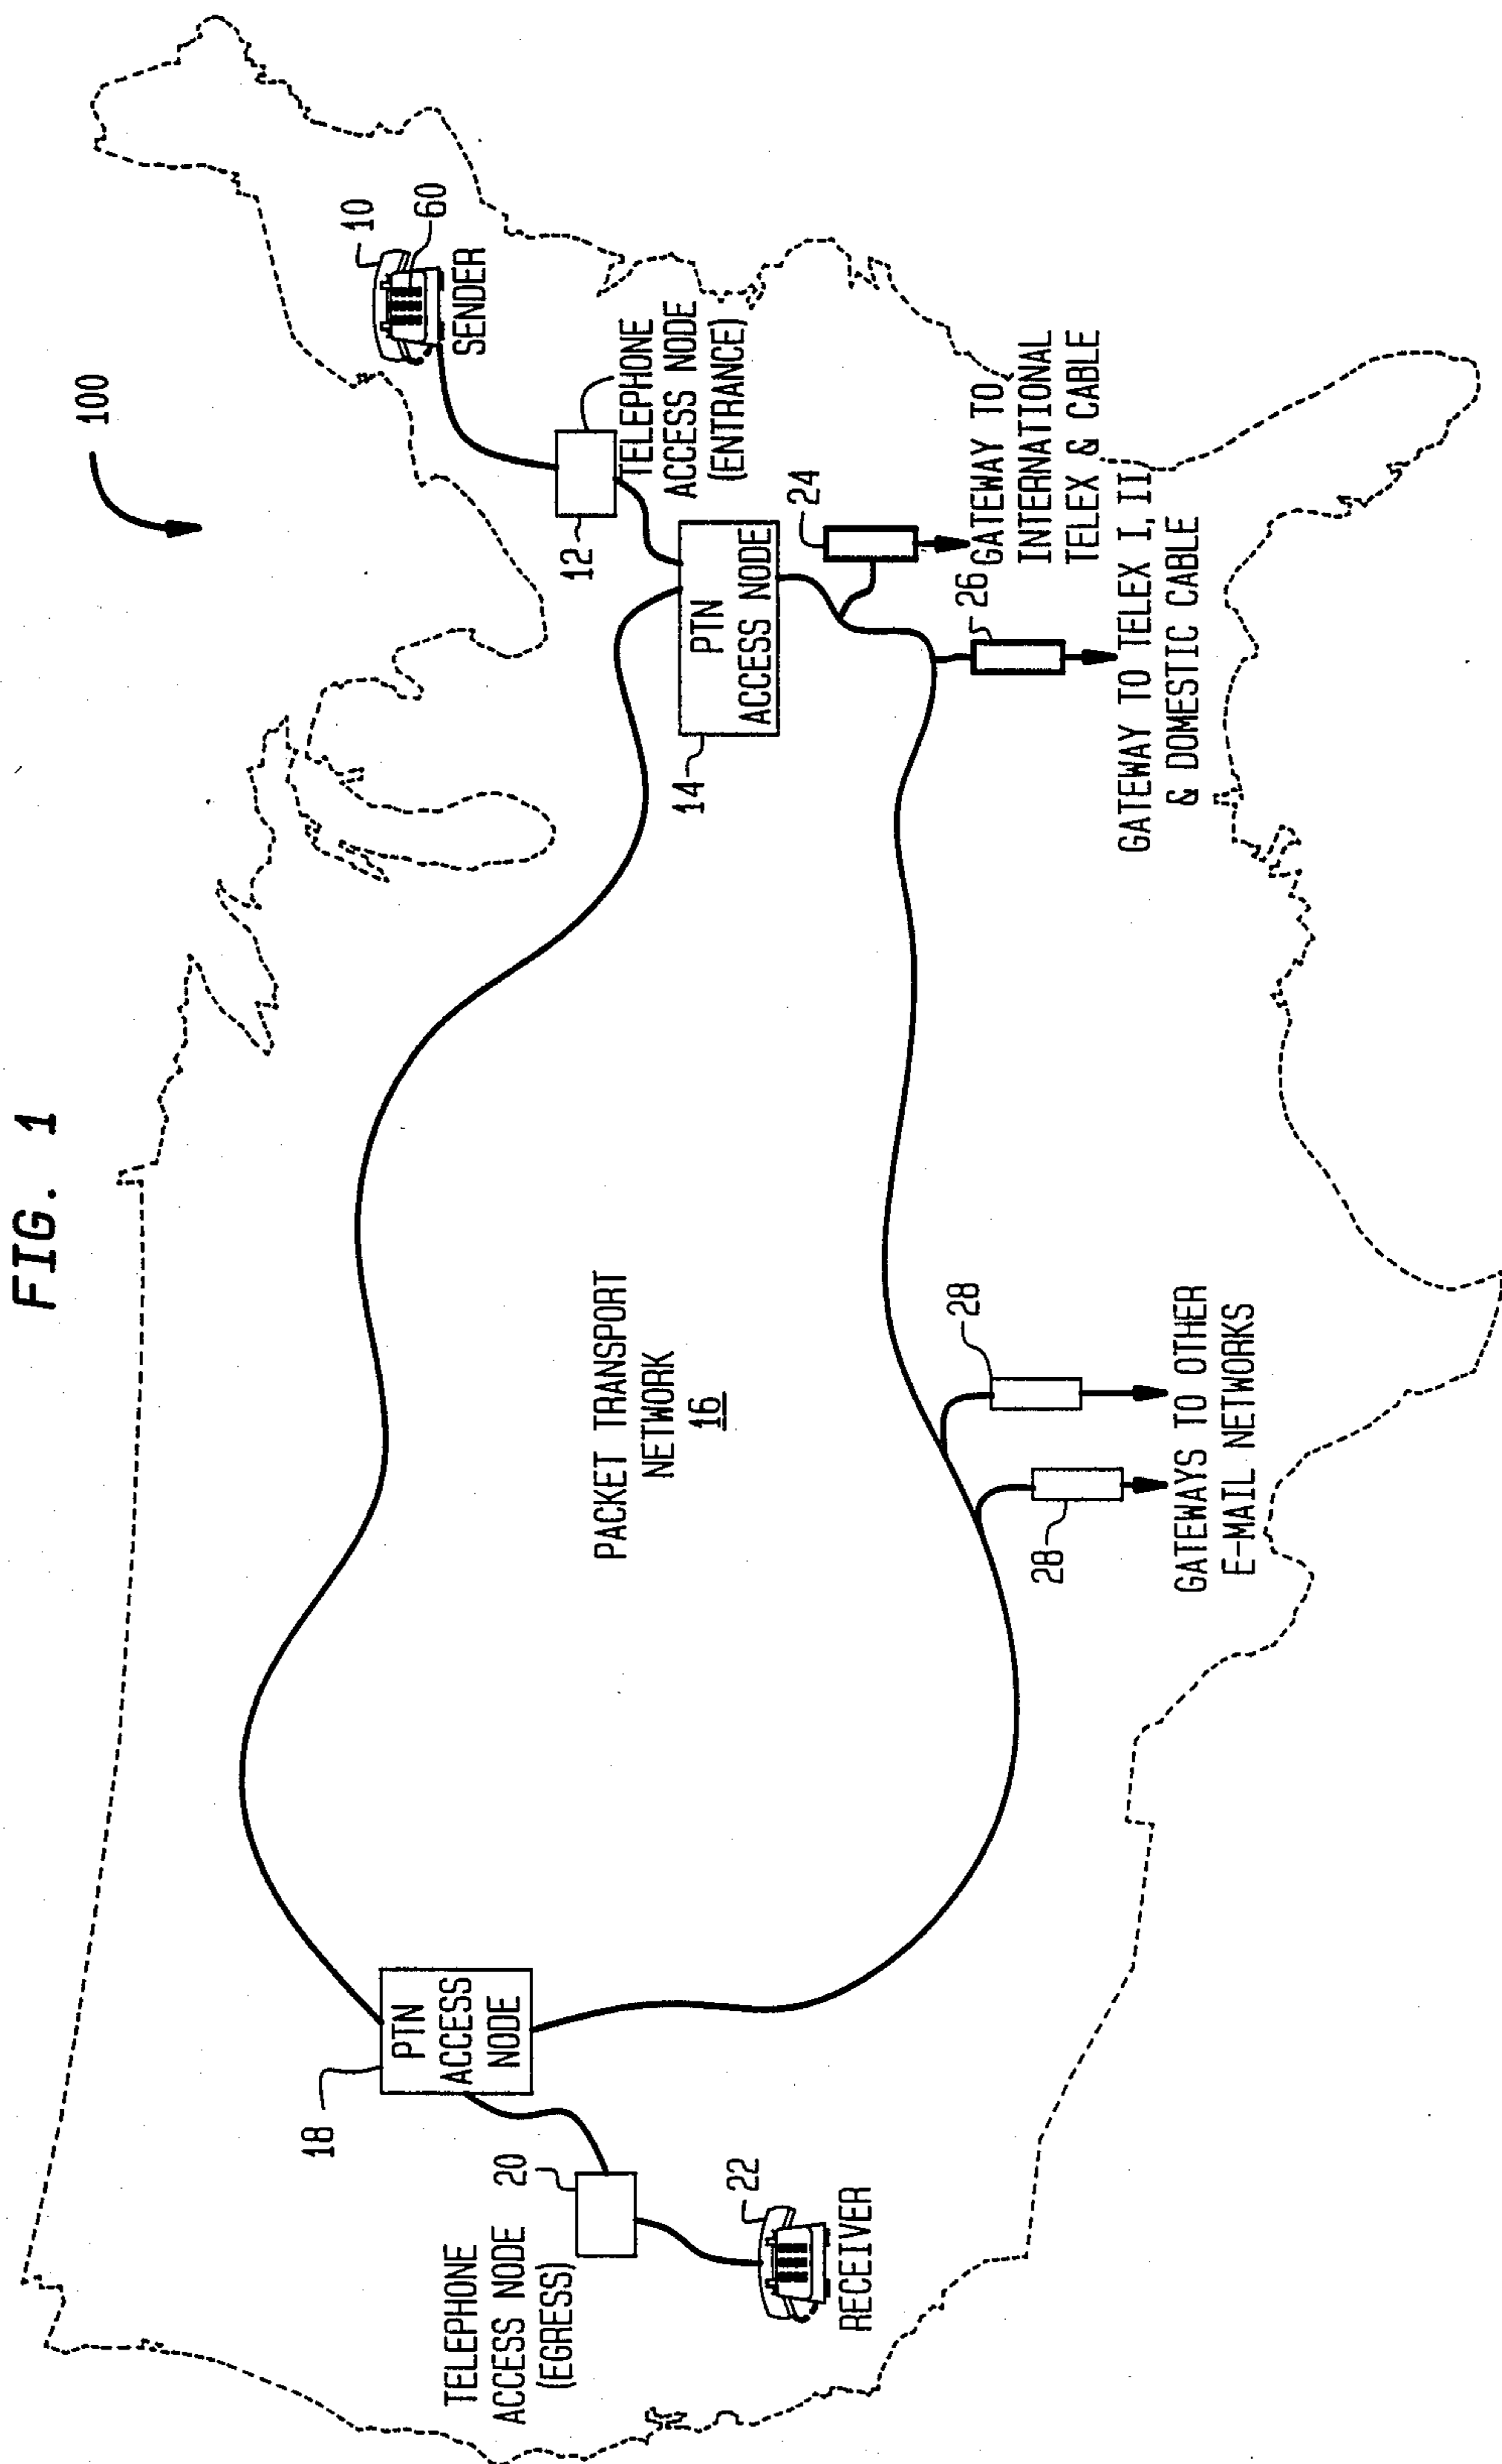 FIG. 1
100
10
60
SENDER
12
TELEPHONE
ACCESS NODE
(ENTRANCE)
PTN
ACCESS NODE
14
24
GATEWAY TO
INTERNATIONAL
TELEX & CABLE
26
GATEWAY TO TELEX I, II
& DOMESTIC CABLE
PACKET TRANSPORT
NETWORK
16
28
28
GATEWAYS TO OTHER
E-MAIL NETWORKS
18
PTN
ACCESS
NODE
TELEPHONE
ACCESS NODE
(EGRESS)
20
22
RECEIVER